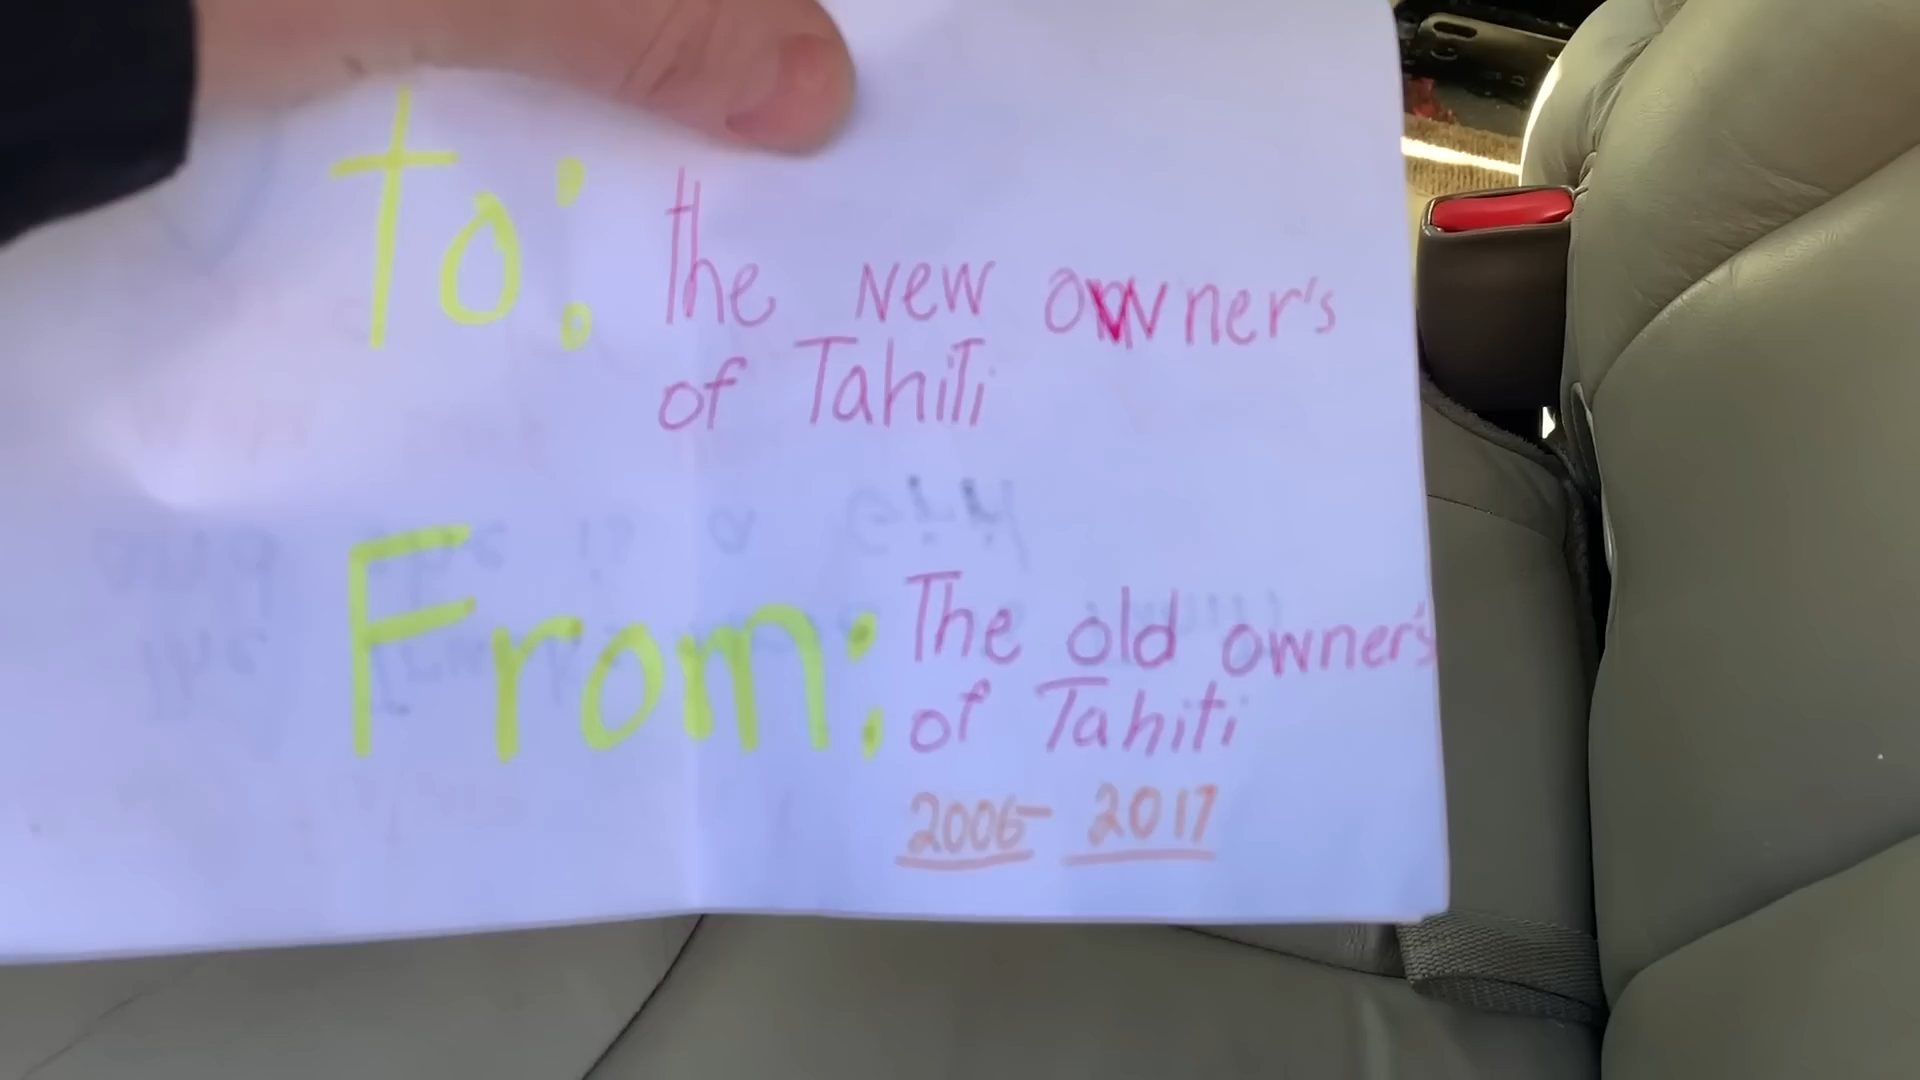 To: the new owner's
of Tahiti
From: The old owner's
of Tahiti
2006- 2017